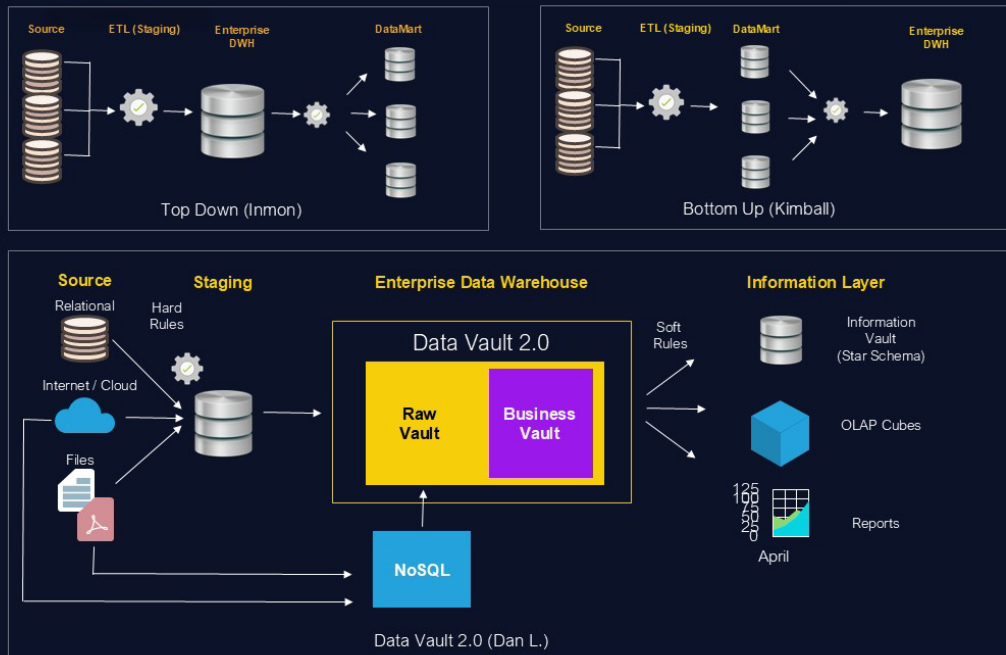 Source
ETL (Staging)
Enterprise
DWH
DataMart
Top Down (Inmon)
Source
ETL (Staging)
DataMart
Enterprise
DWH
Bottom Up (Kimball)
Source
Staging
Enterprise Data Warehouse
Information Layer
Relational
Hard
Rules
Internet / Cloud
Files
Data Vault 2.0
Raw
Vault
Business
Vault
NoSQL
Soft
Rules
Information
Vault
(Star Schema)
OLAP Cubes
125
100
75
50
25
0
April
Reports
Data Vault 2.0 (Dan L.)